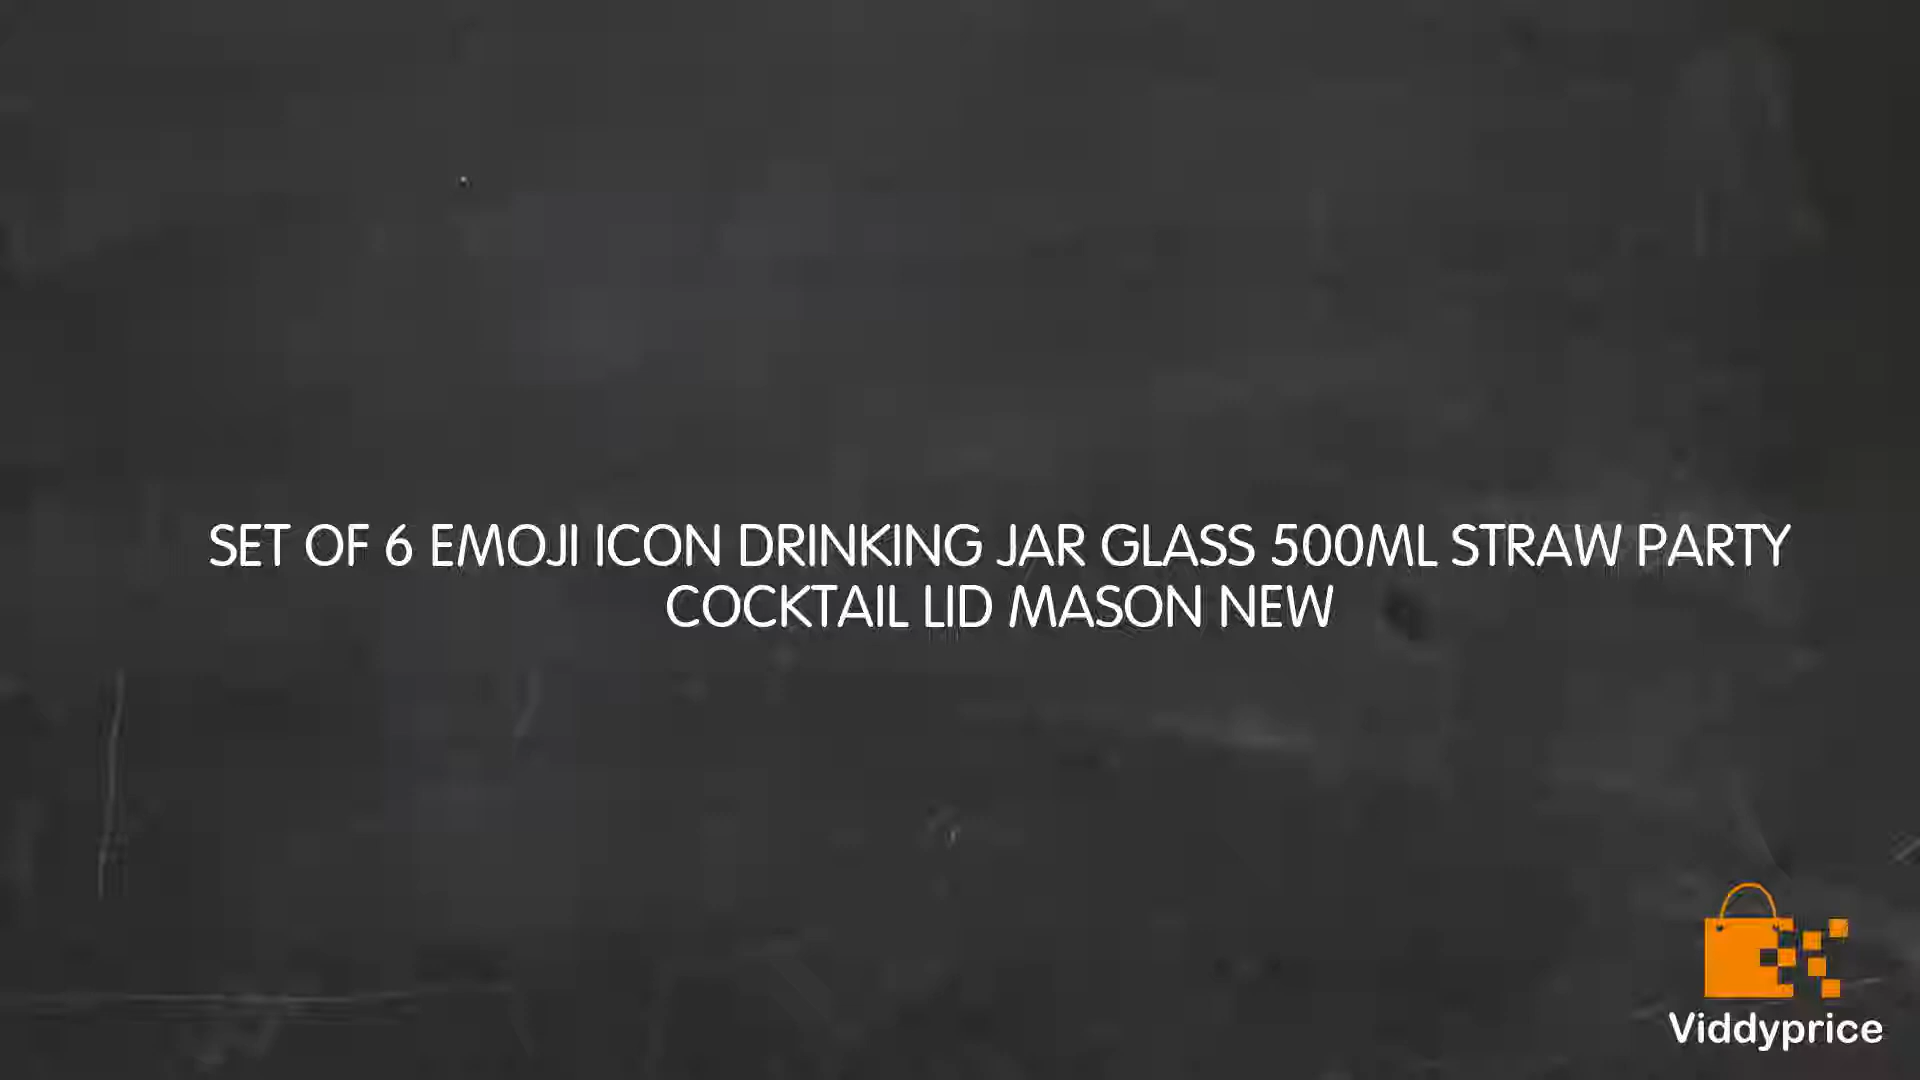 SET OF 6 EMOJI ICON DRINKING JAR GLASS 500ML STRAW PARTY
COCKTAIL LID MASON NEW
Viddyprice